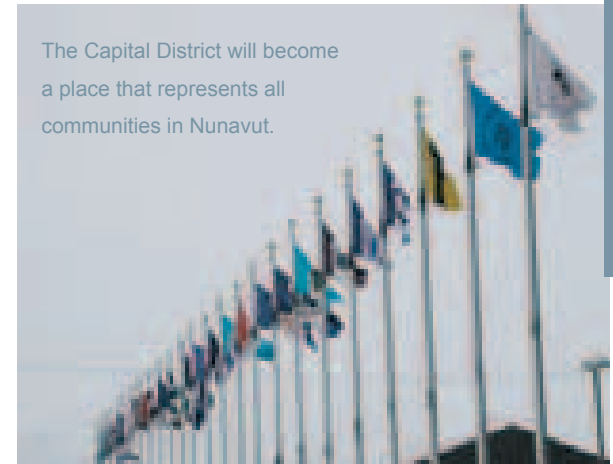 The Capital District will become
a place that represents all
communities in Nunavut.